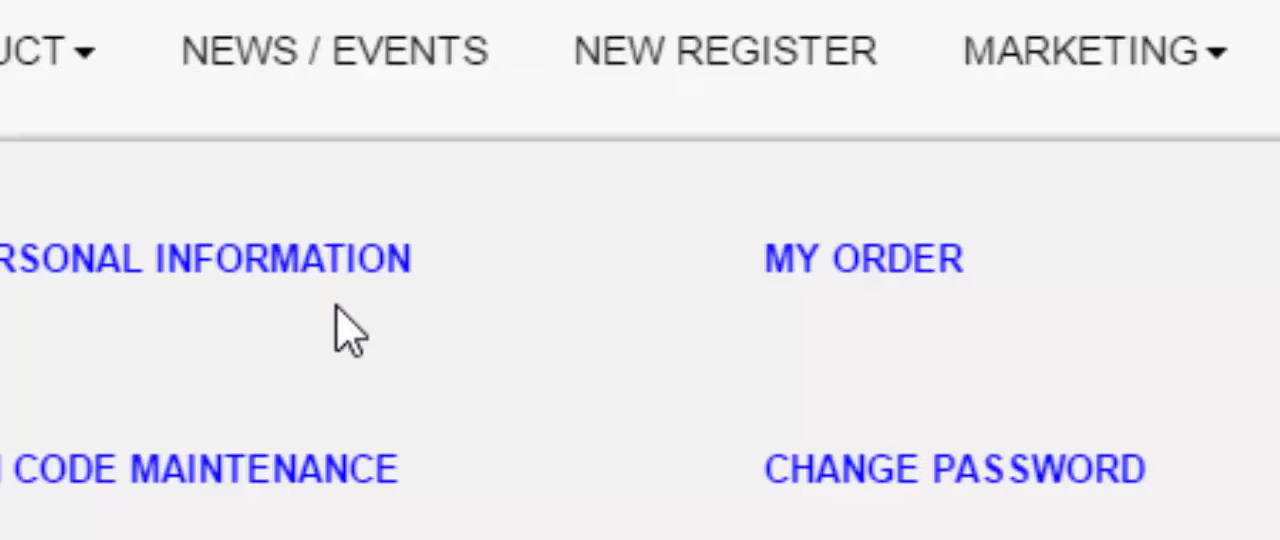 UCT NEWS / EVENTS NEW REGISTER MARKETING
RSONAL INFORMATION MY ORDER
CODE MAINTENANCE CHANGE PASSWORD